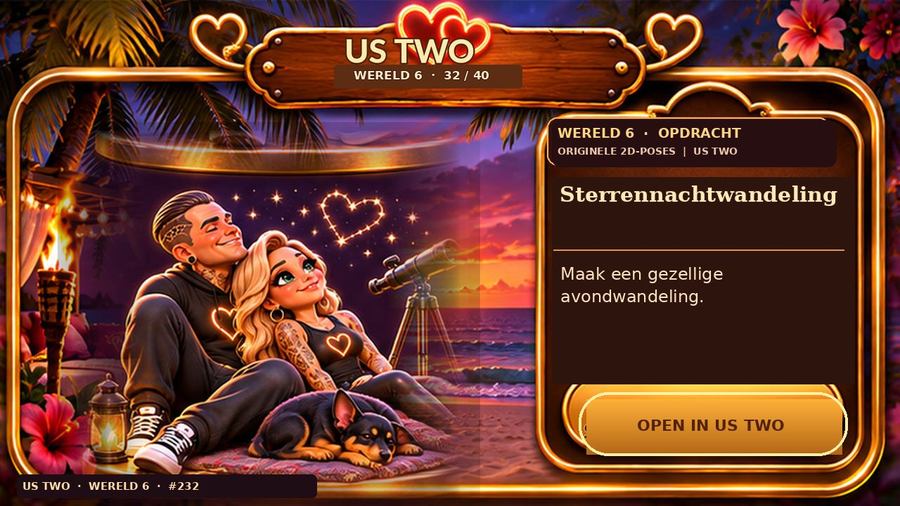 US TWO
WERELD 6 · 32 / 40
WERELD 6 · OPDRACHT
ORIGINELE 2D-POSES | US TWO
Sterrennachtwandeling
Maak een gezellige
avondwandeling.
OPEN IN US TWO
US TWO · WERELD 6 · #232